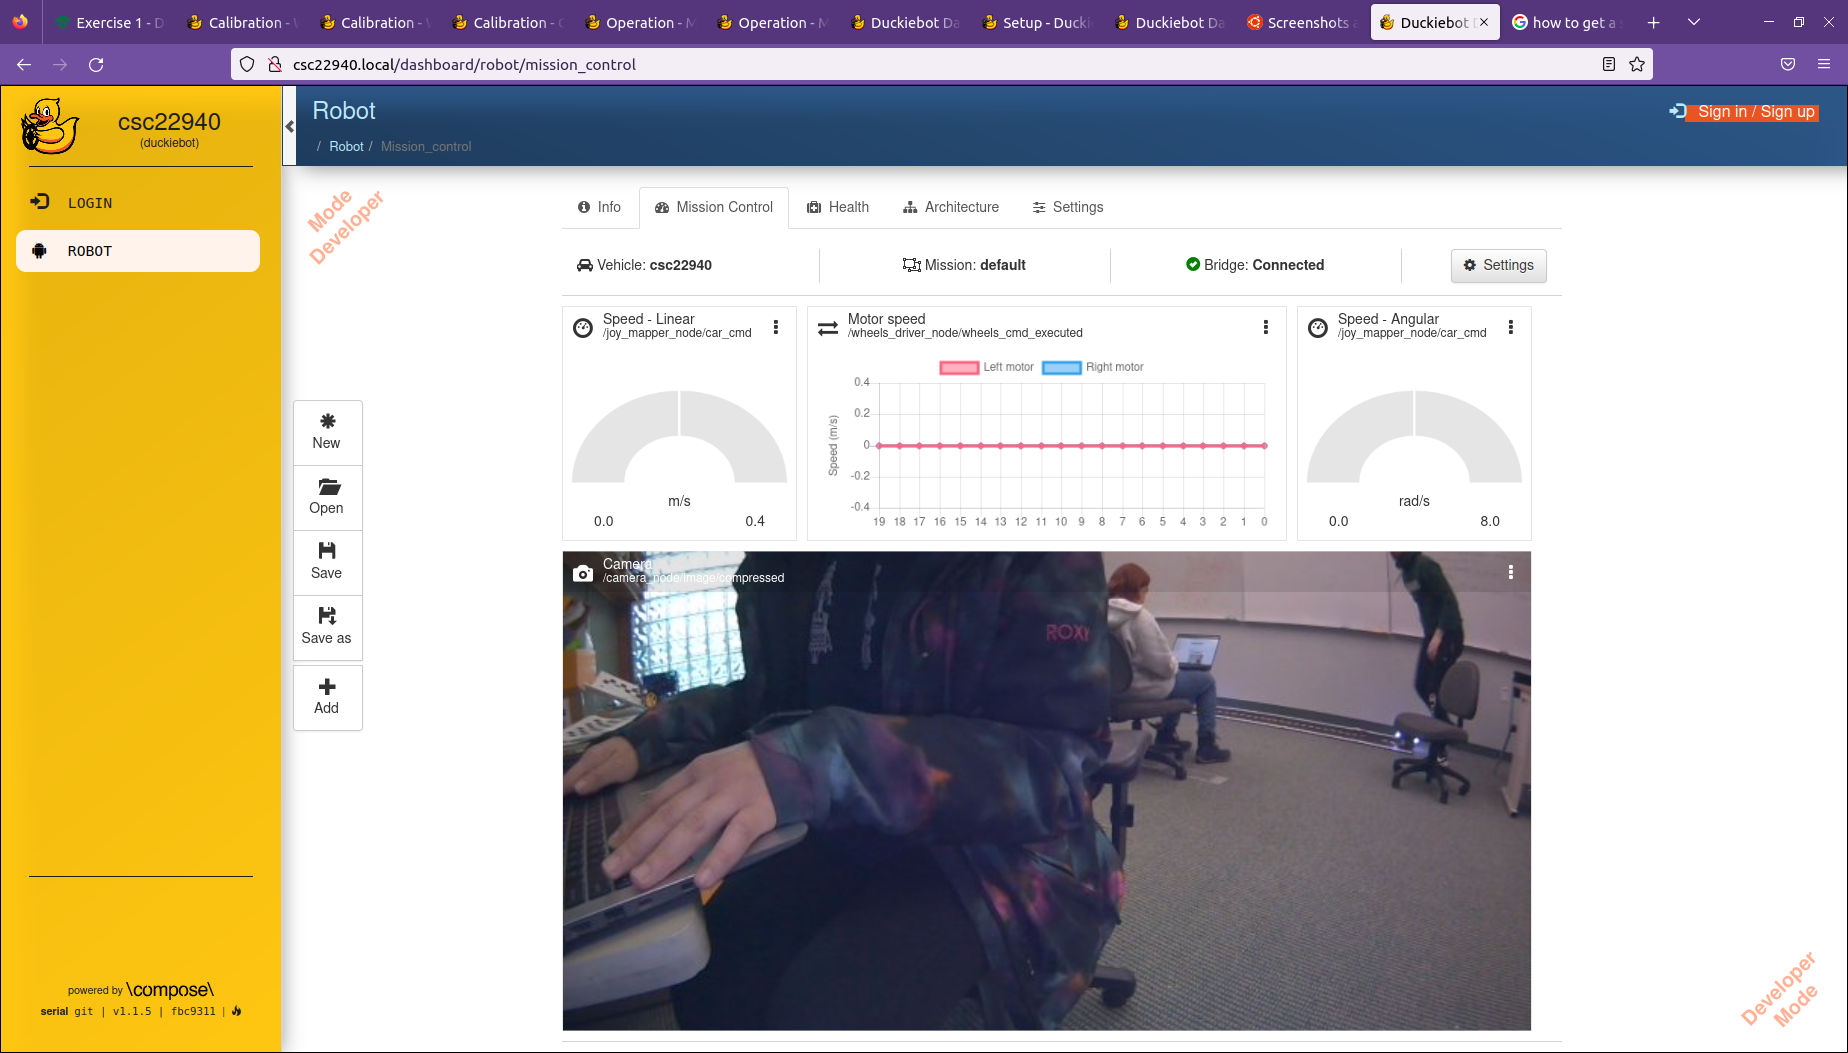 Exercise 1 - D
Calibration -
Calibration -
Calibration -
Operation - M
Operation - M
Duckiebot Da
Setup - Ducki
Duckiebot Da
Screenshots a
Duckiebot D
how to get a s
csc22940.local/dashboard/robot/mission_control
csc22940
(duckiebot)
LOGIN
ROBOT
powered by \compose\
serial git | v1.1.5 | fbc9311 |
Robot
/ Robot / Mission_control
Sign in / Sign up
Mode
Developer
Info
Mission Control
Health
Architecture
Settings
Vehicle: csc22940
Mission: default
Bridge: Connected
Settings
New
Open
Save
Save as
Add
Speed - Linear
/joy_mapper_node/car_cmd
m/s
0.0 0.4
Motor speed
/wheels_driver_node/wheels_cmd_executed
Left motor Right motor
Speed (m/s)
0.4
0.2
0
-0.2
-0.4
19 18 17 16 15 14 13 12 11 10 9 8 7 6 5 4 3 2 1 0
Speed - Angular
/joy_mapper_node/car_cmd
rad/s
0.0 8.0
Camera
/camera_node/image/compressed
ROXY
Developer
Mode